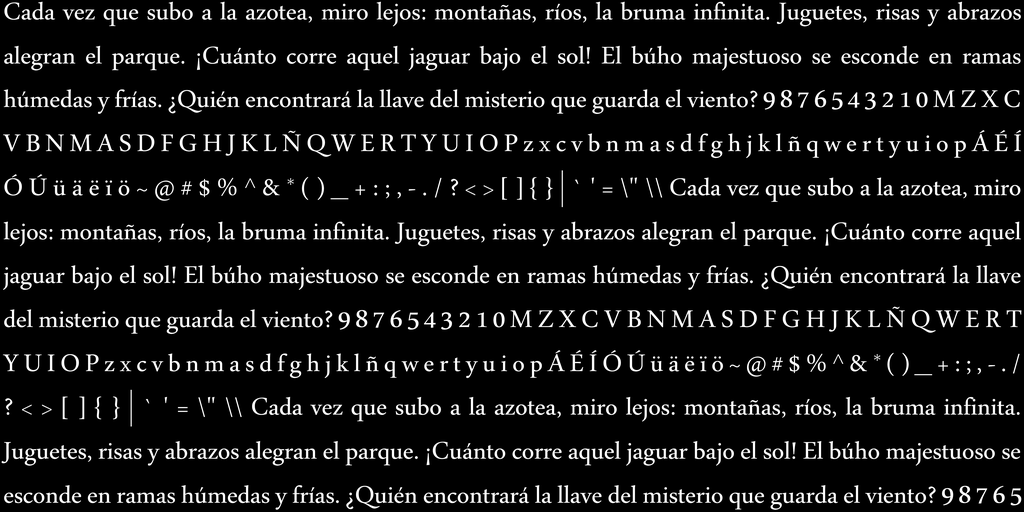 Cada vez que subo a la azotea, miro lejos: montañas, ríos, la bruma infinita. Juguetes, risas y abrazos
alegran el parque. ¡Cuánto corre aquel jaguar bajo el sol! El búho majestuoso se esconde en ramas
húmedas y frías. ¿Quién encontrará la llave del misterio que guarda el viento? 9 8 7 6 5 4 3 2 1 0 M Z X C
V B N M A S D F G H J K L Ñ Q W E R T Y U I O P z x c v b n m a s d f g h j k l ñ q w e r t y u i o p Á É Í
Ó Ú ü ä ë ï ö ~ @ # $ % ^ & * ( ) _ + : ; , - . / ? < > [ ] { } | ` ' = \" \\ Cada vez que subo a la azotea, miro
lejos: montañas, ríos, la bruma infinita. Juguetes, risas y abrazos alegran el parque. ¡Cuánto corre aquel
jaguar bajo el sol! El búho majestuoso se esconde en ramas húmedas y frías. ¿Quién encontrará la llave
del misterio que guarda el viento? 9 8 7 6 5 4 3 2 1 0 M Z X C V B N M A S D F G H J K L Ñ Q W E R T
Y U I O P z x c v b n m a s d f g h j k l ñ q w e r t y u i o p Á É Í Ó Ú ü ä ë ï ö ~ @ # $ % ^ & * ( ) _ + : ; , - . /
? < > [ ] { } | ` ' = \" \\ Cada vez que subo a la azotea, miro lejos: montañas, ríos, la bruma infinita.
Juguetes, risas y abrazos alegran el parque. ¡Cuánto corre aquel jaguar bajo el sol! El búho majestuoso se
esconde en ramas húmedas y frías. ¿Quién encontrará la llave del misterio que guarda el viento? 9 8 7 6 5